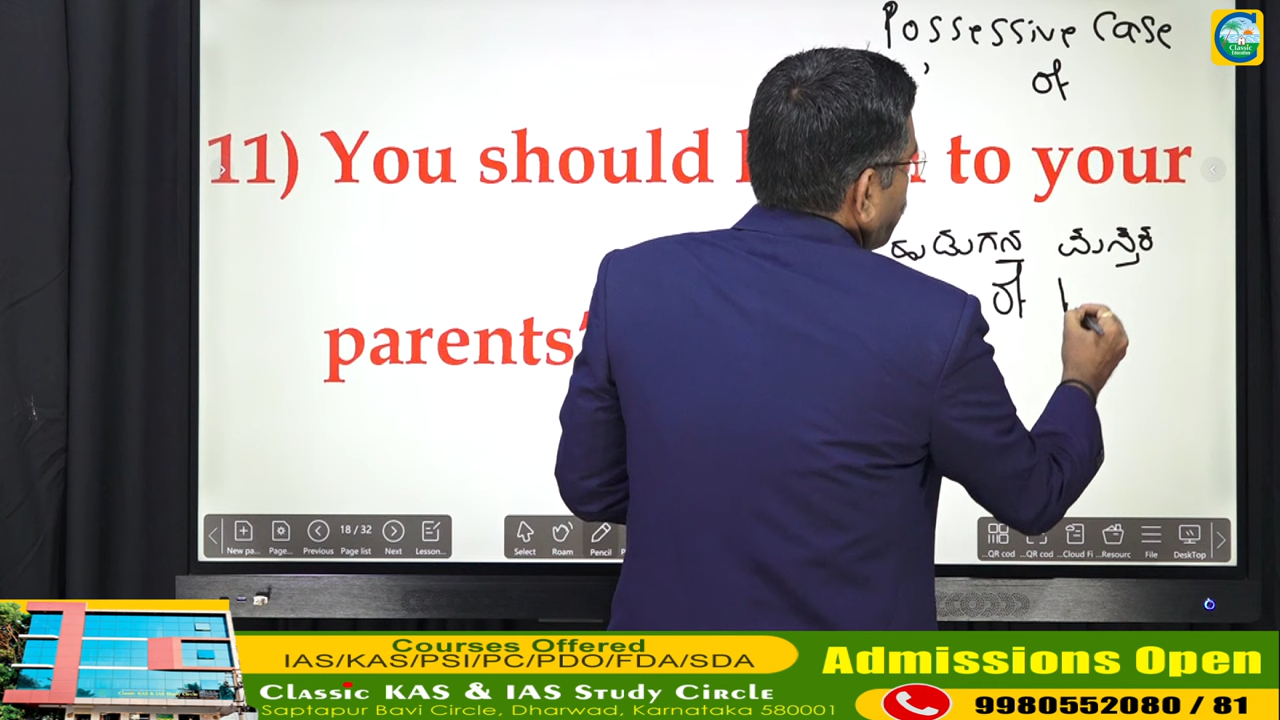 Possessive Case
' of
11) You should to your
ಹುಡುಗನ ಪುಸ್ತಕ
of
parents'
New pa... Page... Previous 18 / 32 Page list Next Lesson...
Select Roam Pencil
...QR cod ...QR cod ...Cloud Fi ...Resourc File DeskTop
Classic Education
Courses Offered
IAS/KAS/PSI/PC/PDO/FDA/SDA
Classic KAS & IAS Study Circle
Saptapur Bavi Circle, Dharwad, Karnataka 580001
Admissions Open
9980552080 / 81